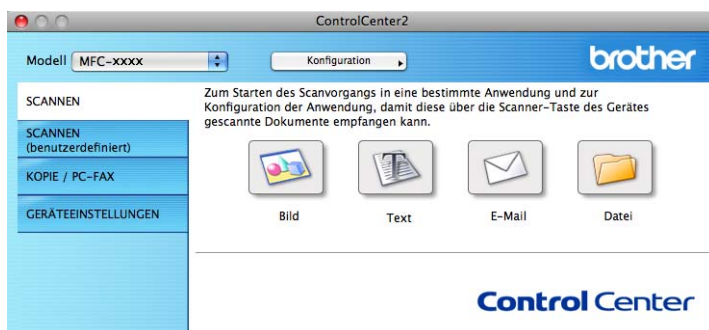 ControlCenter2
Modell MFC-xxxx
Konfiguration
brother
SCANNEN
SCANNEN
(benutzerdefiniert)
KOPIE / PC-FAX
GERÄTEEINSTELLUNGEN
Zum Starten des Scanvorgangs in eine bestimmte Anwendung und zur
Konfiguration der Anwendung, damit diese über die Scanner-Taste des Gerätes
gescannte Dokumente empfangen kann.
Bild
Text
E-Mail
Datei
Control Center